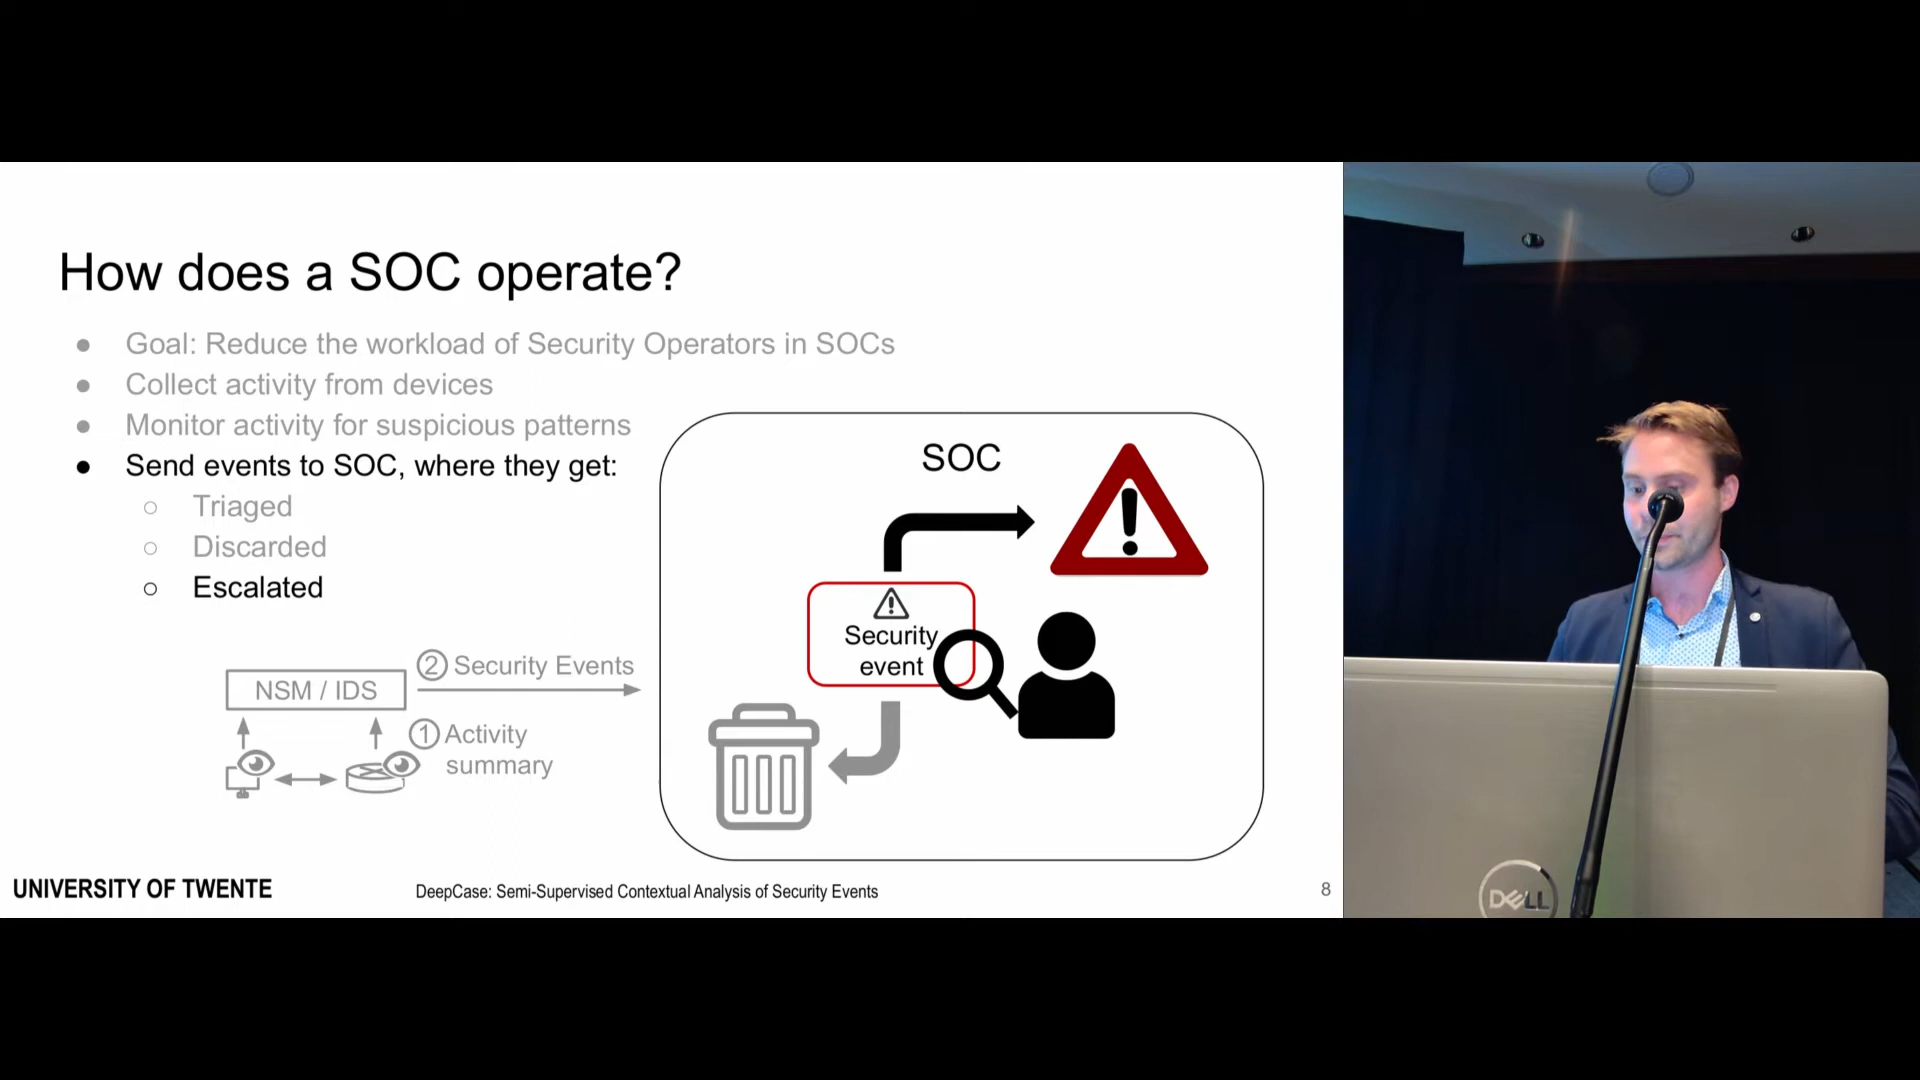 How does a SOC operate?
● Goal: Reduce the workload of Security Operators in SOCs
● Collect activity from devices
● Monitor activity for suspicious patterns
● Send events to SOC, where they get:
○ Triaged
○ Discarded
○ Escalated
NSM / IDS
② Security Events
① Activity
summary
SOC
Security
event
UNIVERSITY OF TWENTE
DeepCase: Semi-Supervised Contextual Analysis of Security Events
8
DELL